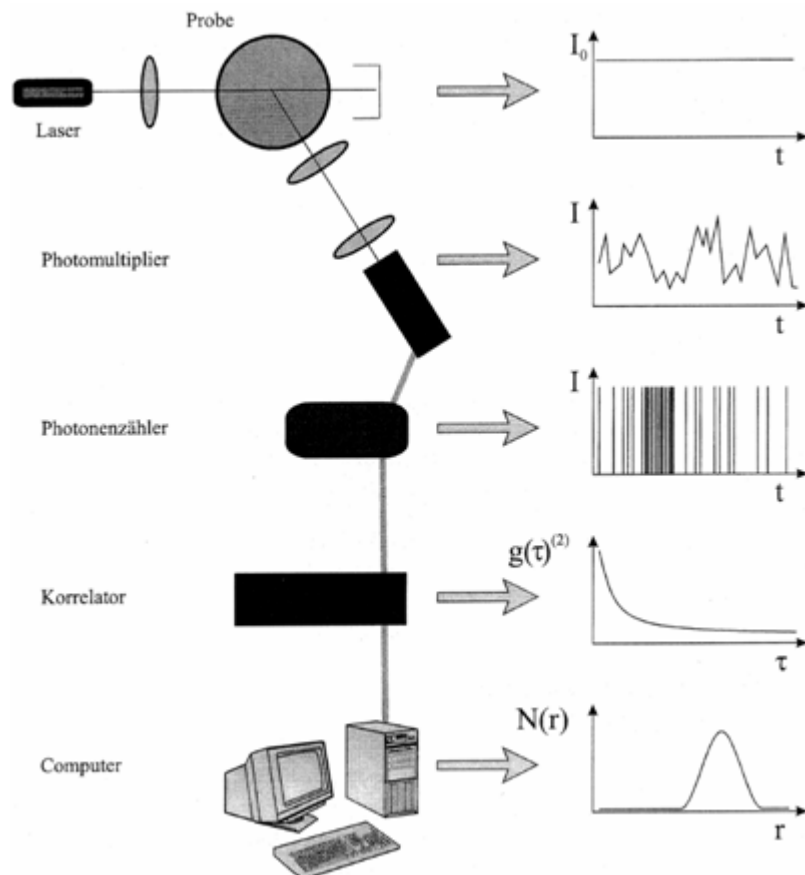 Probe
Laser
I₀
t
Photomultiplier
I
t
Photonenzähler
I
t
Korrelator
g(τ)⁽²⁾
τ
Computer
N(r)
r